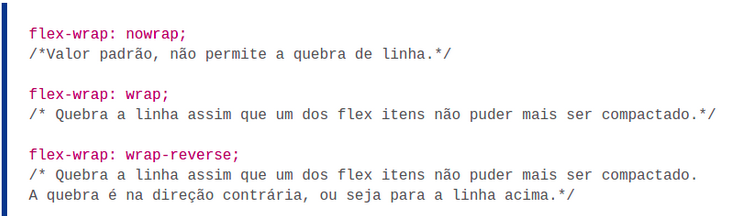 flex-wrap: nowrap;
/*Valor padrão, não permite a quebra de linha.*/
flex-wrap: wrap;
/* Quebra a linha assim que um dos flex itens não puder mais ser compactado.*/
flex-wrap: wrap-reverse;
/* Quebra a linha assim que um dos flex itens não puder mais ser compactado.
A quebra é na direção contrária, ou seja para a linha acima.*/